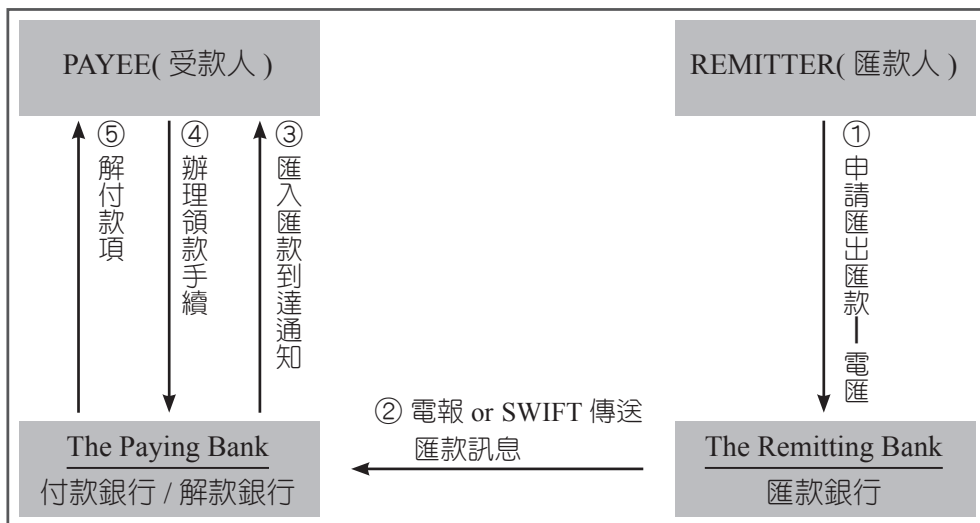 PAYEE( 受款人 )
REMITTER( 匯款人 )
⑤ 解付款項
④ 辦理領款手續
③ 匯入匯款到達通知
① 申請匯出匯款─電匯
② 電報 or SWIFT 傳送
匯款訊息
The Paying Bank
付款銀行 / 解款銀行
The Remitting Bank
匯款銀行